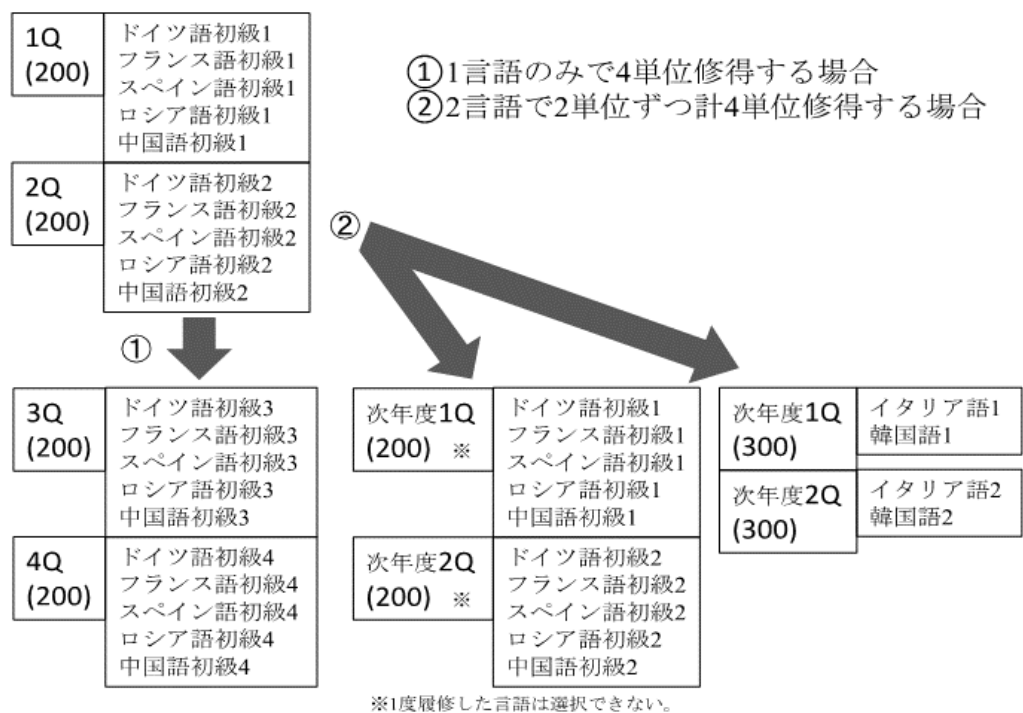 1Q
(200)
ドイツ語初級1
フランス語初級1
スペイン語初級1
ロシア語初級1
中国語初級1
2Q
(200)
ドイツ語初級2
フランス語初級2
スペイン語初級2
ロシア語初級2
中国語初級2
①1言語のみで4単位修得する場合
②2言語で2単位ずつ計4単位修得する場合
②
①
3Q
(200)
ドイツ語初級3
フランス語初級3
スペイン語初級3
ロシア語初級3
中国語初級3
4Q
(200)
ドイツ語初級4
フランス語初級4
スペイン語初級4
ロシア語初級4
中国語初級4
次年度1Q
(200) ※
ドイツ語初級1
フランス語初級1
スペイン語初級1
ロシア語初級1
中国語初級1
次年度2Q
(200) ※
ドイツ語初級2
フランス語初級2
スペイン語初級2
ロシア語初級2
中国語初級2
次年度1Q
(300)
イタリア語1
韓国語1
次年度2Q
(300)
イタリア語2
韓国語2
※1度履修した言語は選択できない。